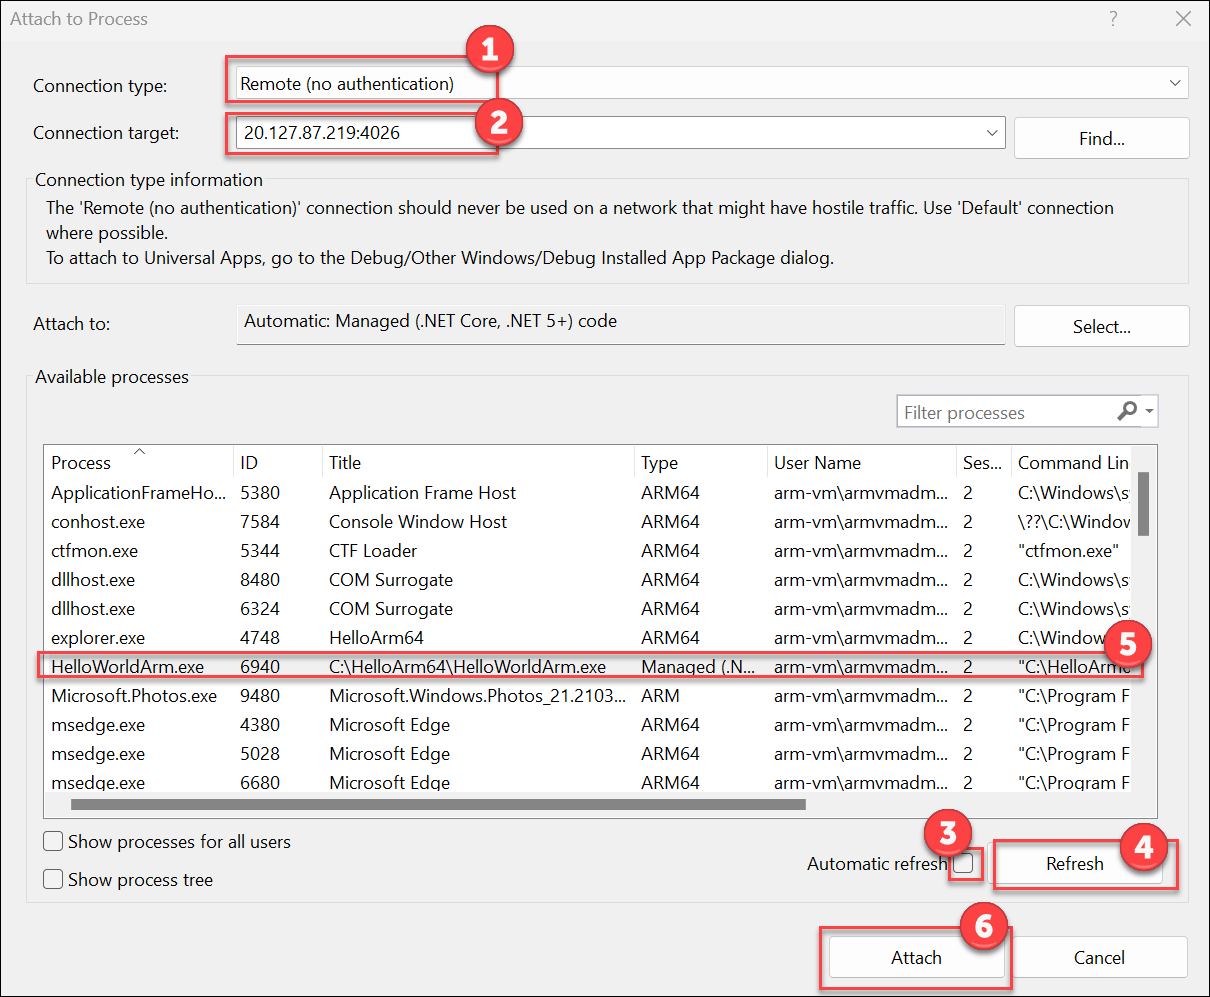 Attach to Process ?
1
Connection type: Remote (no authentication)
2
Connection target: 20.127.87.219:4026 Find...
Connection type information
The 'Remote (no authentication)' connection should never be used on a network that might have hostile traffic. Use 'Default' connection
where possible.
To attach to Universal Apps, go to the Debug/Other Windows/Debug Installed App Package dialog.
Attach to: Automatic: Managed (.NET Core, .NET 5+) code Select...
Available processes
Filter processes
Process ID Title Type User Name Ses... Command Lin
ApplicationFrameHo... 5380 Application Frame Host ARM64 arm-vm\armvmadm... 2 C:\Windows\sy
conhost.exe 7584 Console Window Host ARM64 arm-vm\armvmadm... 2 \??\C:\Window
ctfmon.exe 5344 CTF Loader ARM64 arm-vm\armvmadm... 2 "ctfmon.exe"
dllhost.exe 8480 COM Surrogate ARM64 arm-vm\armvmadm... 2 C:\Windows\sy
dllhost.exe 6324 COM Surrogate ARM64 arm-vm\armvmadm... 2 C:\Windows\sy
explorer.exe 4748 HelloArm64 ARM64 arm-vm\armvmadm... 2 C:\Window
5
HelloWorldArm.exe 6940 C:\HelloArm64\HelloWorldArm.exe Managed (.N... arm-vm\armvmadm... 2 "C:\HelloArm6
Microsoft.Photos.exe 9480 Microsoft.Windows.Photos_21.2103... ARM arm-vm\armvmadm... 2 "C:\Program F
msedge.exe 4380 Microsoft Edge ARM64 arm-vm\armvmadm... 2 "C:\Program F
msedge.exe 5028 Microsoft Edge ARM64 arm-vm\armvmadm... 2 "C:\Program F
msedge.exe 6680 Microsoft Edge ARM64 arm-vm\armvmadm... 2 "C:\Program F
Show processes for all users
3 4
Automatic refresh Refresh
Show process tree
6
Attach Cancel